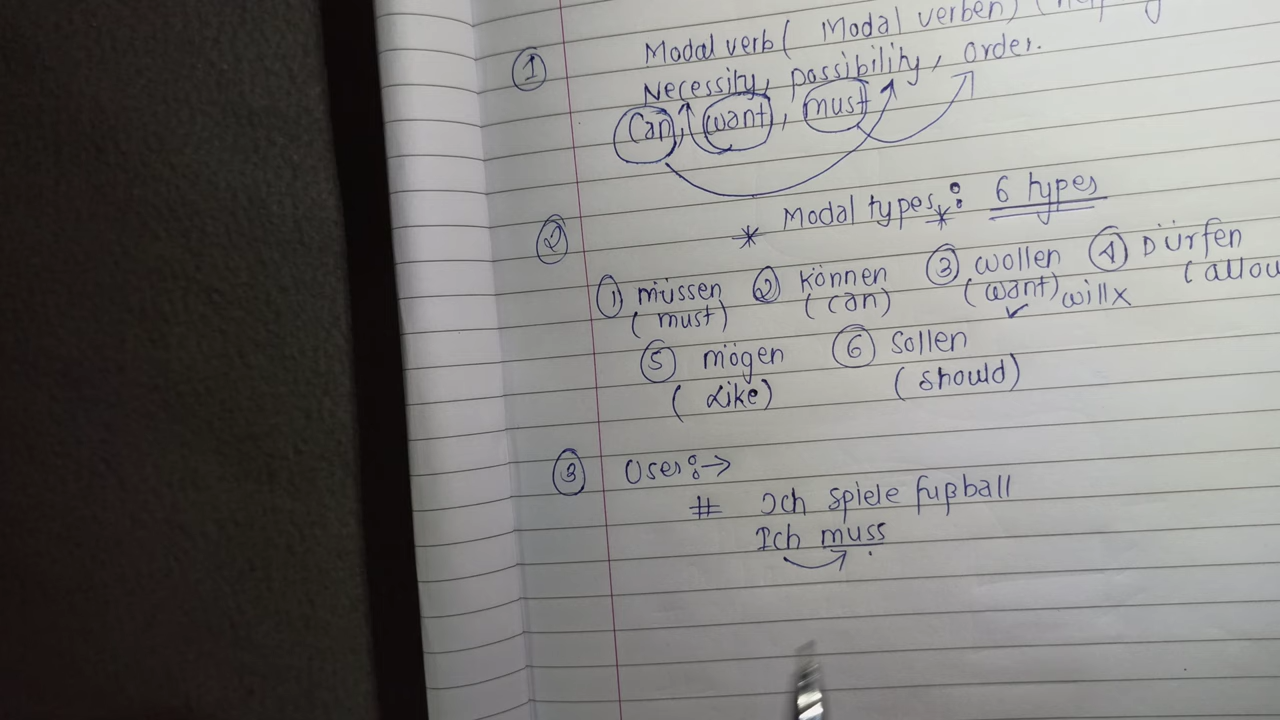 ① Modal verb ( Modal verben)
Necessity, possibility, order.
Can, want, must
② * Modal types * : 6 types
① müssen ② können ③ wollen ④ Dürfen
( must) (can) (want) will x
⑤ mögen ⑥ sollen
( Like) (should)
③ Uses :→
# Ich spiele fußball
Ich muss